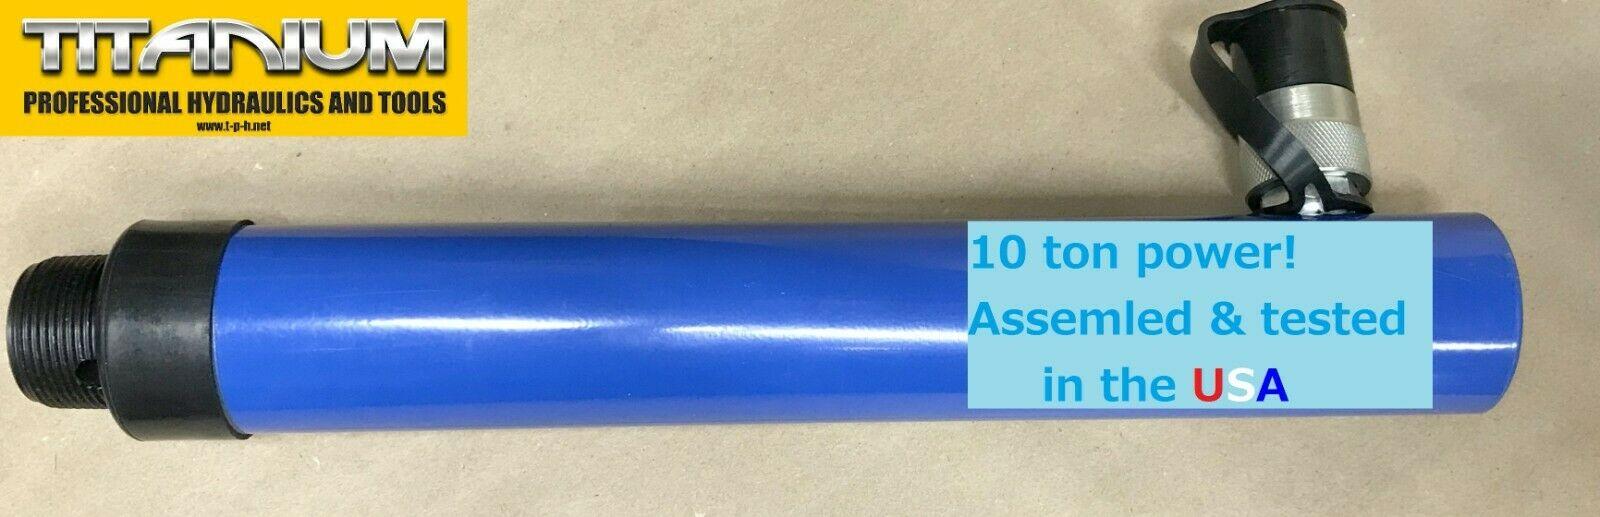 TITANIUM
PROFESSIONAL HYDRAULICS AND TOOLS
www.t-p-h.net
10 ton power!
Assemled & tested
in the USA